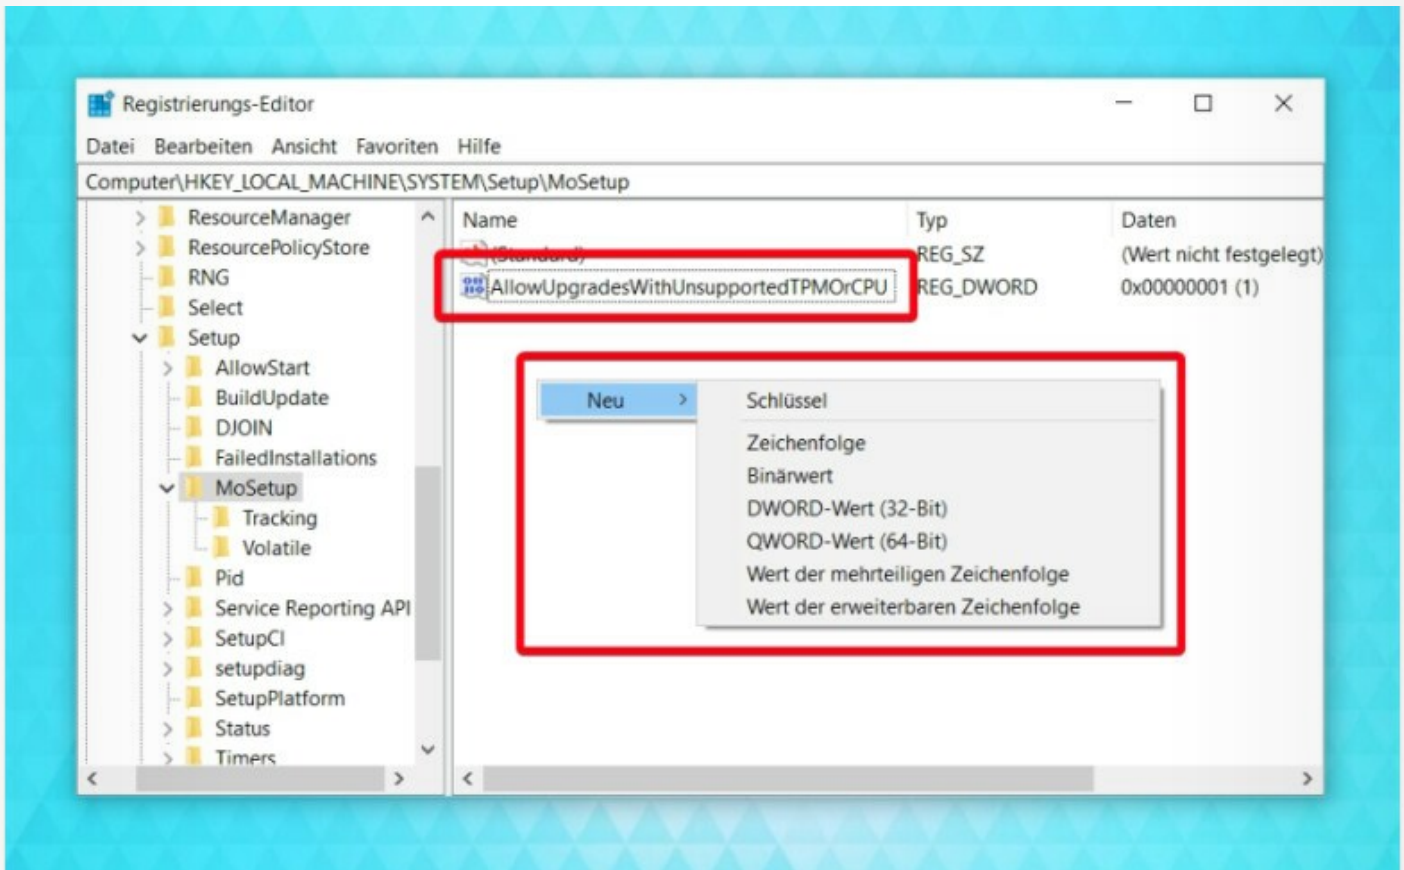 Registrierungs-Editor
Datei Bearbeiten Ansicht Favoriten Hilfe
Computer\HKEY_LOCAL_MACHINE\SYSTEM\Setup\MoSetup
ResourceManager
ResourcePolicyStore
RNG
Select
Setup
AllowStart
BuildUpdate
DJOIN
FailedInstallations
MoSetup
Tracking
Volatile
Pid
Service Reporting API
SetupCl
setupdiag
SetupPlatform
Status
Timers
Name Typ Daten
(Standard) REG_SZ (Wert nicht festgelegt)
AllowUpgradesWithUnsupportedTPMOrCPU REG_DWORD 0x00000001 (1)
Neu
Schlüssel
Zeichenfolge
Binärwert
DWORD-Wert (32-Bit)
QWORD-Wert (64-Bit)
Wert der mehrteiligen Zeichenfolge
Wert der erweiterbaren Zeichenfolge